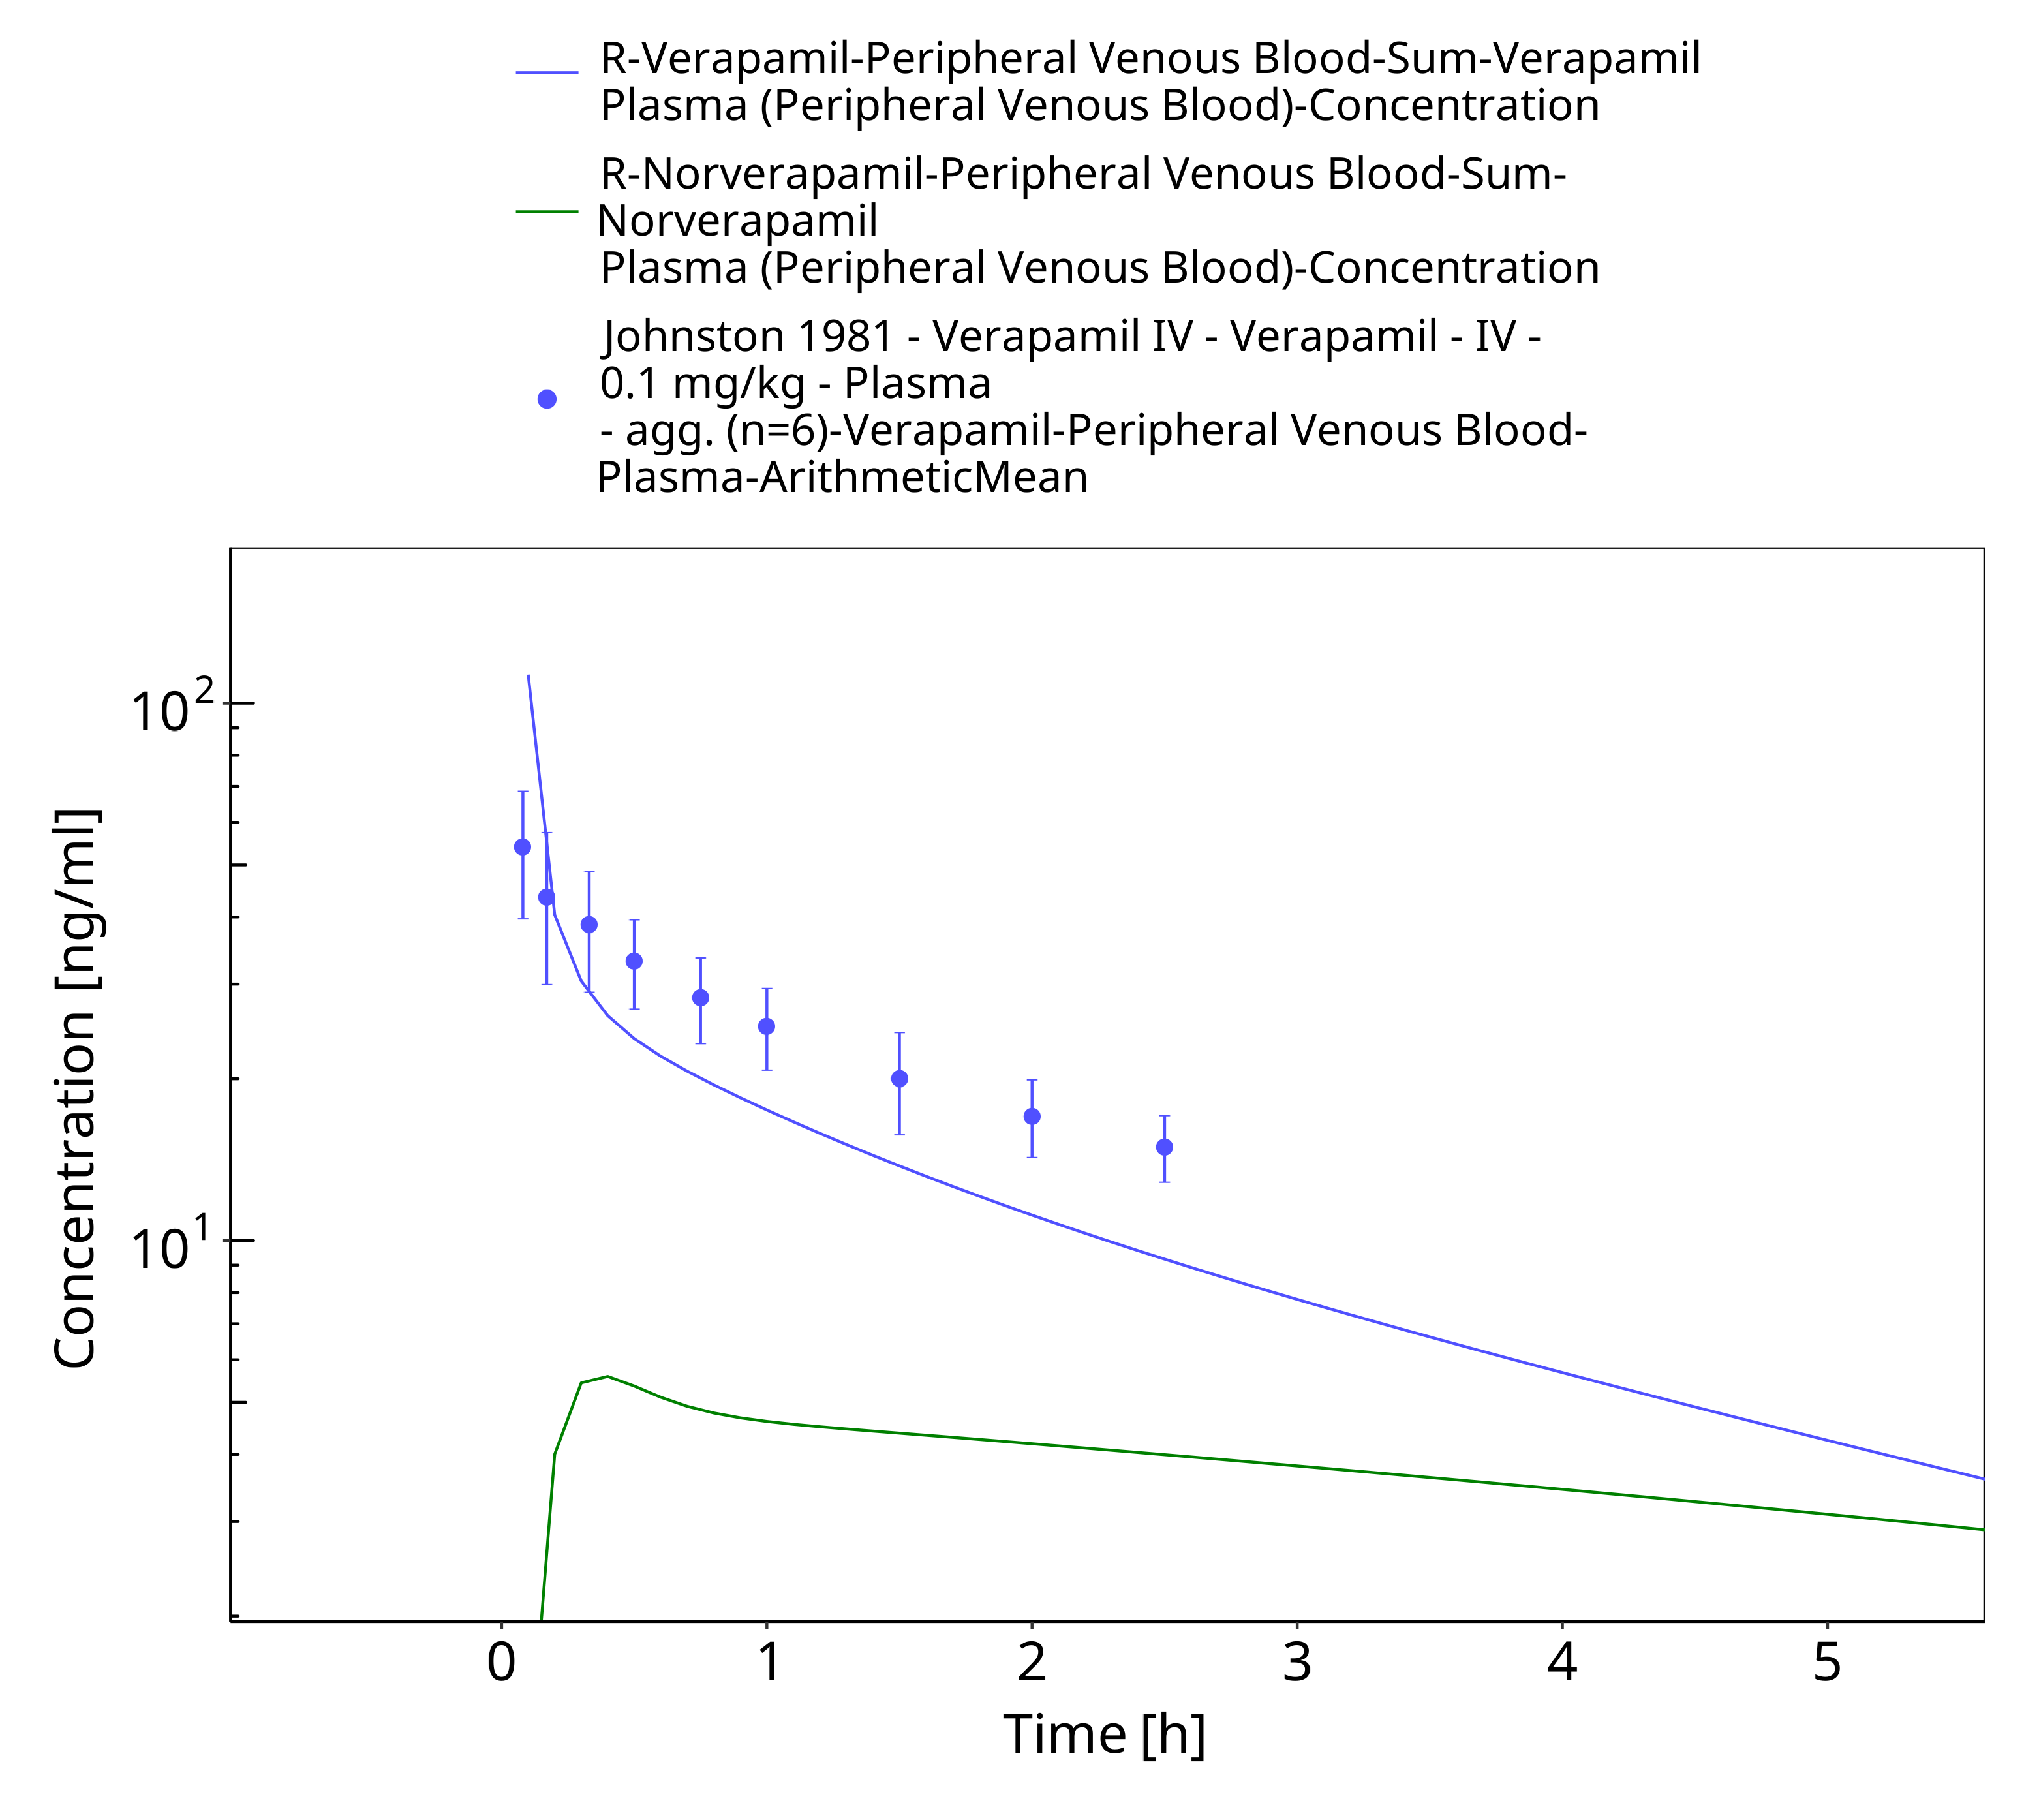 R-Verapamil-Peripheral Venous Blood-Sum-Verapamil
Plasma (Peripheral Venous Blood)-Concentration
R-Norverapamil-Peripheral Venous Blood-Sum-
Norverapamil
Plasma (Peripheral Venous Blood)-Concentration
Johnston 1981 - Verapamil IV - Verapamil - IV -
0.1 mg/kg - Plasma
- agg. (n=6)-Verapamil-Peripheral Venous Blood-
Plasma-ArithmeticMean
Concentration [ng/ml]
10²
10¹
0 1 2 3 4 5
Time [h]